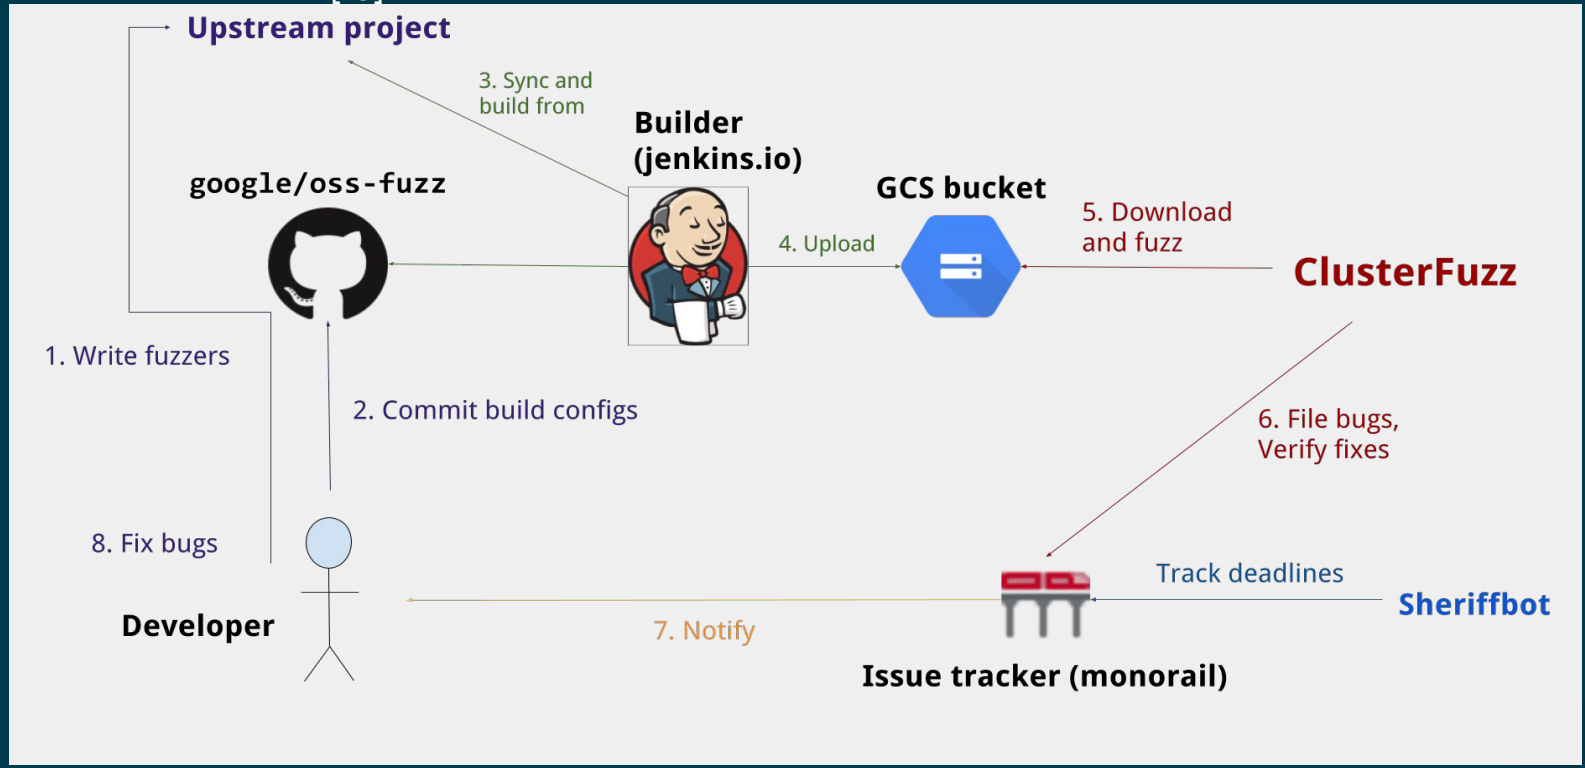 Upstream project
3. Sync and
build from
Builder
(jenkins.io)
google/oss-fuzz
GCS bucket
5. Download
and fuzz
4. Upload
ClusterFuzz
1. Write fuzzers
2. Commit build configs
6. File bugs,
Verify fixes
8. Fix bugs
Track deadlines
Sheriffbot
Developer
7. Notify
Issue tracker (monorail)